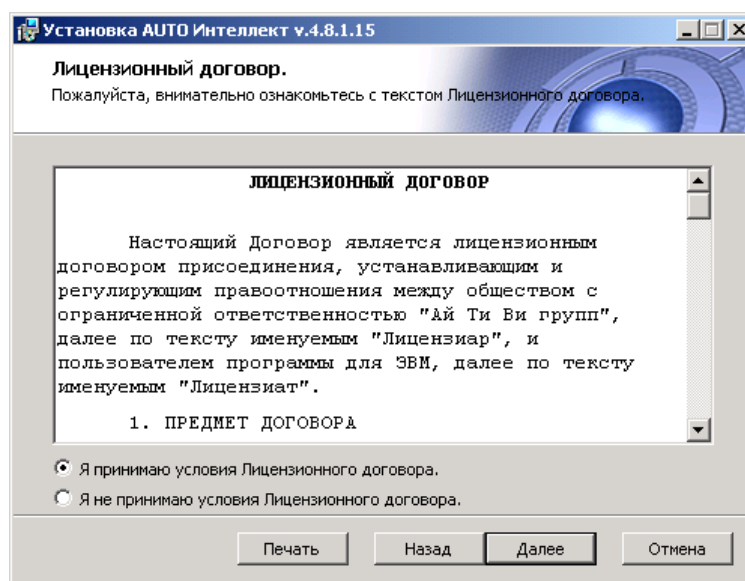 Установка AUTO Интеллект v.4.8.1.15
Лицензионный договор.
Пожалуйста, внимательно ознакомьтесь с текстом Лицензионного договора.
ЛИЦЕНЗИОННЫЙ ДОГОВОР
Настоящий Договор является лицензионным
договором присоединения, устанавливающим и
регулирующим правоотношения между обществом с
ограниченной ответственностью "Ай Ти Ви групп",
далее по тексту именуемым "Лицензиар", и
пользователем программы для ЭВМ, далее по тексту
именуемым "Лицензиат".
1. ПРЕДМЕТ ДОГОВОРА
Я принимаю условия Лицензионного договора.
Я не принимаю условия Лицензионного договора.
Печать Назад Далее Отмена